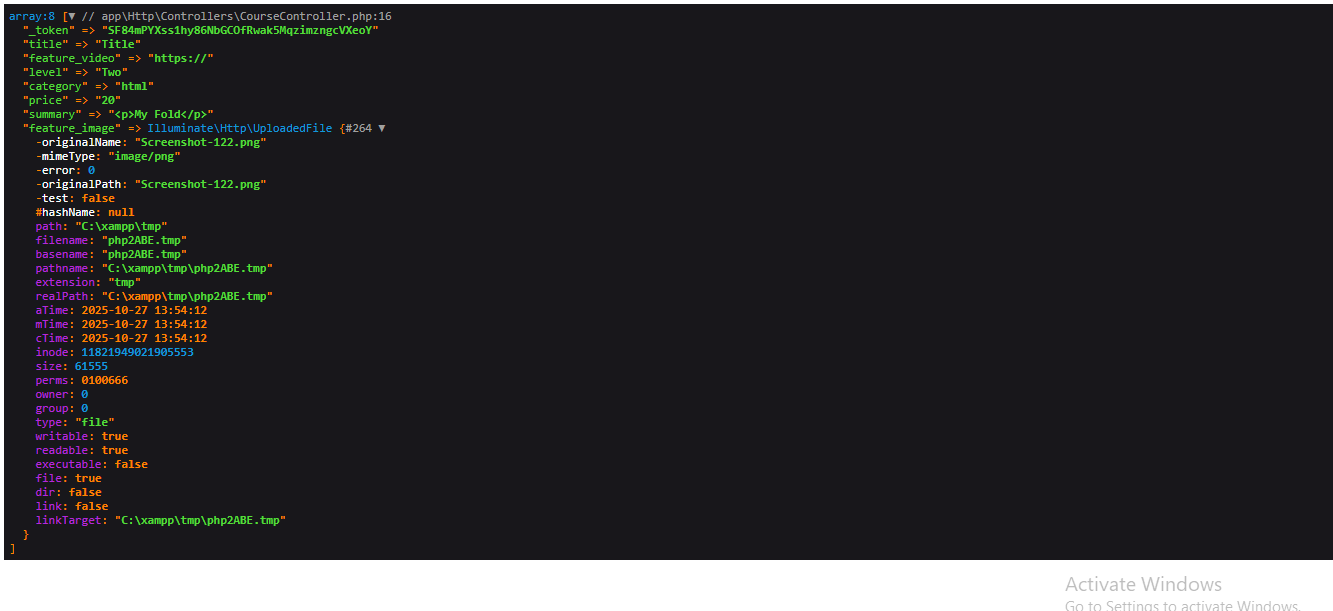 array:8 [▼ // app\Http\Controllers\CourseController.php:16
"_token" => "SF84mPYXss1hy86NbGCOfRwak5MqzimzngcVXeoY"
"title" => "Title"
"feature_video" => "https://"
"level" => "Two"
"category" => "html"
"price" => "20"
"summary" => "<p>My Fold</p>"
"feature_image" => Illuminate\Http\UploadedFile {#264 ▼
-originalName: "Screenshot-122.png"
-mimeType: "image/png"
-error: 0
-originalPath: "Screenshot-122.png"
-test: false
#hashName: null
path: "C:\xampp\tmp"
filename: "php2ABE.tmp"
basename: "php2ABE.tmp"
pathname: "C:\xampp\tmp\php2ABE.tmp"
extension: "tmp"
realPath: "C:\xampp\tmp\php2ABE.tmp"
aTime: 2025-10-27 13:54:12
mTime: 2025-10-27 13:54:12
cTime: 2025-10-27 13:54:12
inode: 11821949021905553
size: 61555
perms: 0100666
owner: 0
group: 0
type: "file"
writable: true
readable: true
executable: false
file: true
dir: false
link: false
linkTarget: "C:\xampp\tmp\php2ABE.tmp"
}
]
Activate Windows
Go to Settings to activate Windows.